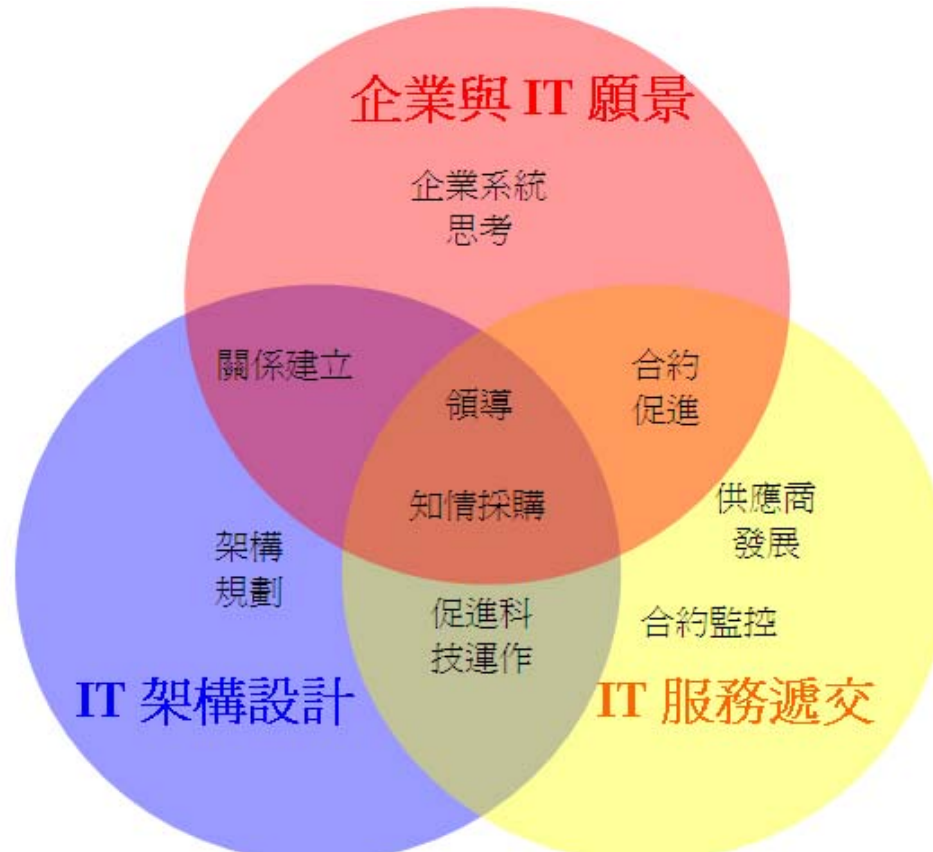 企業與 IT 願景
企業系統
思考
關係建立
領導
合約
促進
知情採購
供應商
發展
架構
規劃
促進科
技運作
合約監控
IT 架構設計
IT 服務遞交